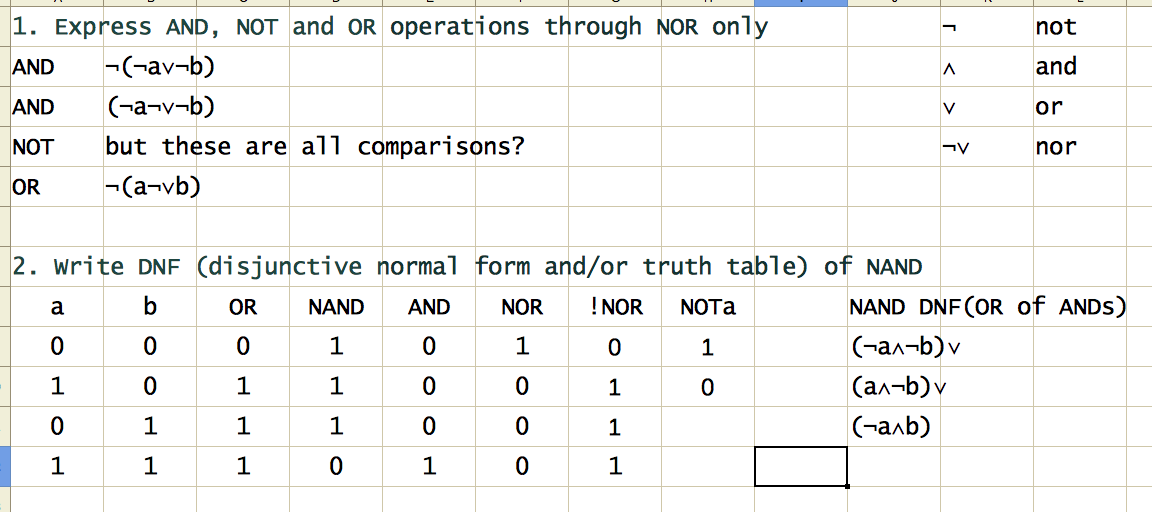 1. Express AND, NOT and OR operations through NOR only ¬ not
AND ¬(¬a∨¬b) ∧ and
AND (¬a¬∨¬b) ∨ or
NOT but these are all comparisons? ¬∨ nor
OR ¬(a¬∨b)
2. Write DNF (disjunctive normal form and/or truth table) of NAND
a b OR NAND AND NOR !NOR NOTa NAND DNF(OR of ANDs)
0 0 0 1 0 1 0 1 (¬a∧¬b)∨
1 0 1 1 0 0 1 0 (a∧¬b)∨
0 1 1 1 0 0 1 (¬a∧b)
1 1 1 0 1 0 1